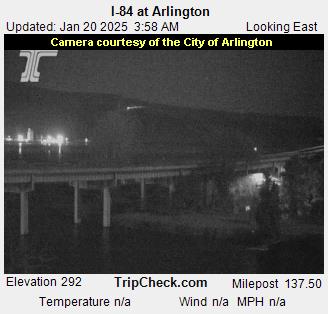 I-84 at Arlington
Updated: Jan 20 2025 3:58 AM Looking East
Camera courtesy of the City of Arlington
Elevation 292 TripCheck.com Milepost 137.50
Temperature n/a Wind n/a MPH n/a